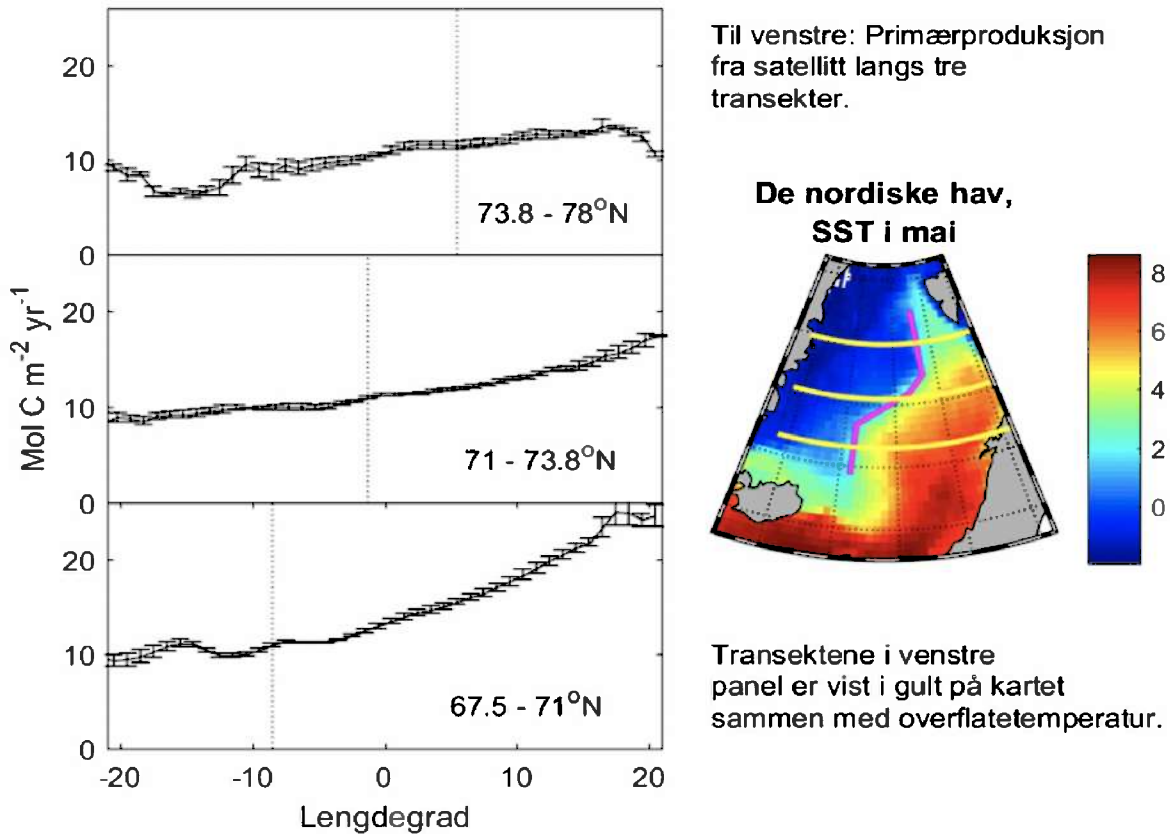 Mol C m⁻² yr⁻¹
20
10
0
73.8 - 78°N
20
10
0
71 - 73.8°N
20
10
0
67.5 - 71°N
-20 -10 0 10 20
Lengdegrad
Til venstre: Primærproduksjon
fra satellitt langs tre
transekter.
De nordiske hav,
SST i mai
8
6
4
2
0
Transektene i venstre
panel er vist i gult på kartet
sammen med overflatetemperatur.